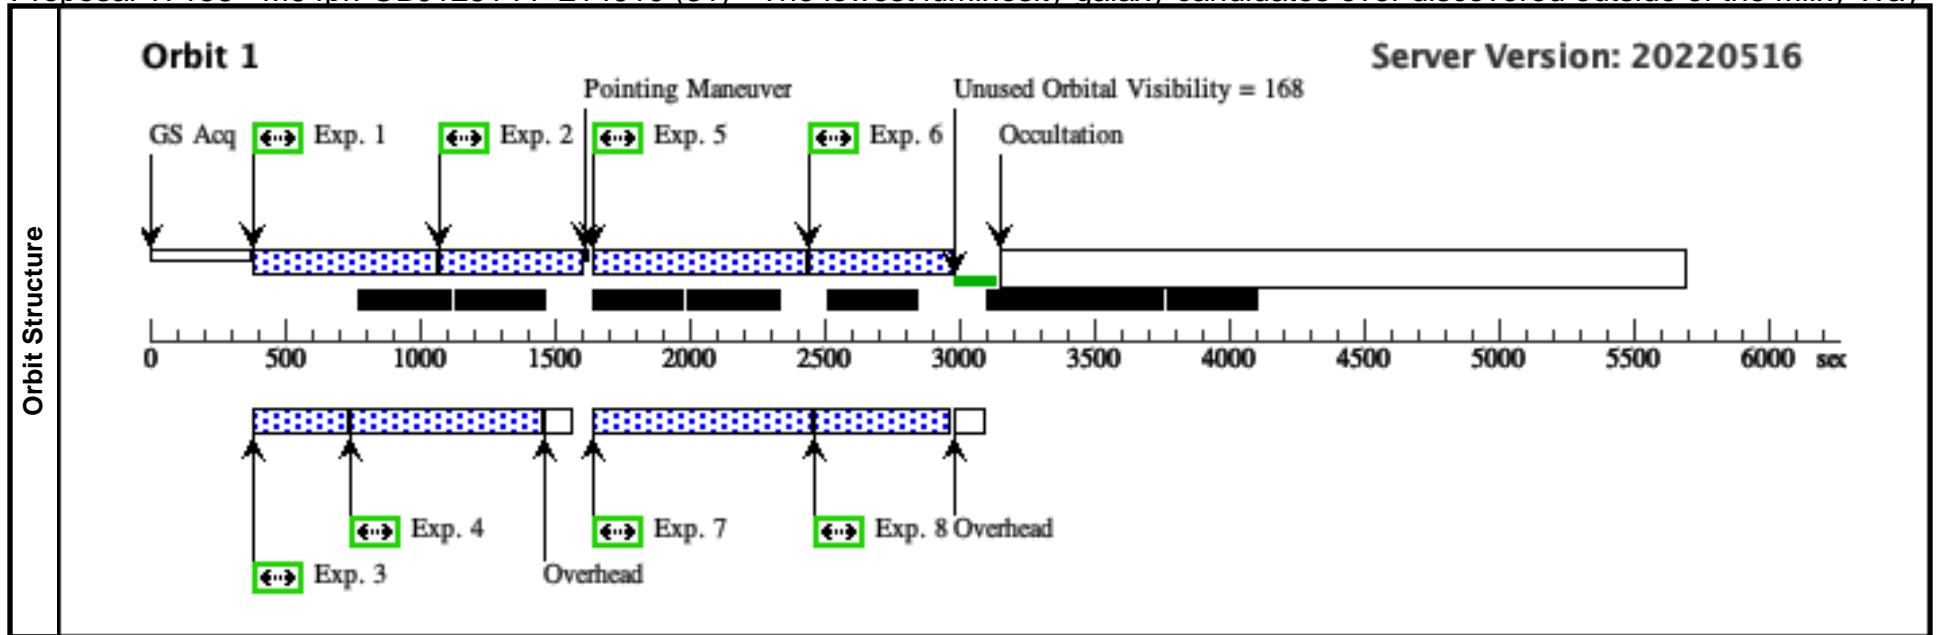 Orbit 1
Server Version: 20220516
Pointing Maneuver
Unused Orbital Visibility = 168
GS Acq
Exp. 1
Exp. 2
Exp. 5
Exp. 6
Occultation
Orbit Structure
0 500 1000 1500 2000 2500 3000 3500 4000 4500 5000 5500 6000 sec
Exp. 4
Exp. 7
Exp. 8
Overhead
Exp. 3
Overhead